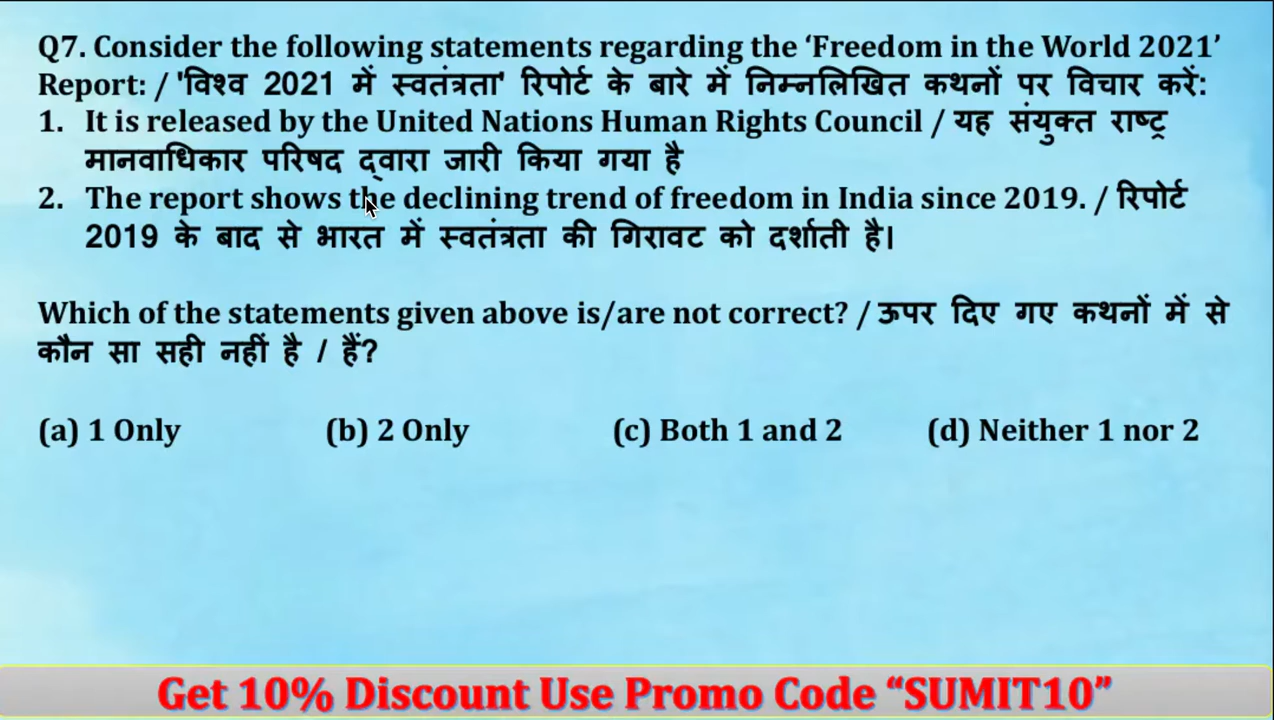 Q7. Consider the following statements regarding the ‘Freedom in the World 2021’
Report: / 'विश्व 2021 में स्वतंत्रता' रिपोर्ट के बारे में निम्नलिखित कथनों पर विचार करें:
1. It is released by the United Nations Human Rights Council / यह संयुक्त राष्ट्र
मानवाधिकार परिषद द्वारा जारी किया गया है
2. The report shows the declining trend of freedom in India since 2019. / रिपोर्ट
2019 के बाद से भारत में स्वतंत्रता की गिरावट को दर्शाती है।
Which of the statements given above is/are not correct? / ऊपर दिए गए कथनों में से
कौन सा सही नहीं है / हैं?
(a) 1 Only (b) 2 Only (c) Both 1 and 2 (d) Neither 1 nor 2
Get 10% Discount Use Promo Code “SUMIT10”